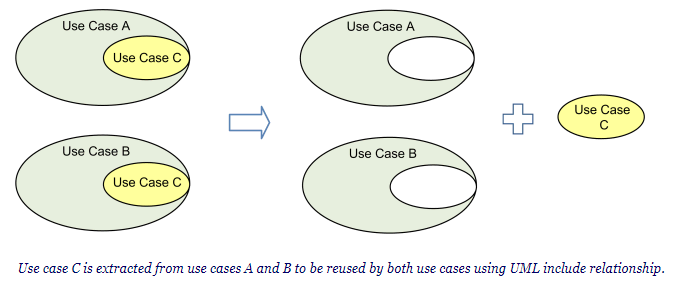 Use Case A
Use Case C
Use Case B
Use Case C
Use Case A
Use Case B
Use Case
C
Use case C is extracted from use cases A and B to be reused by both use cases using UML include relationship.